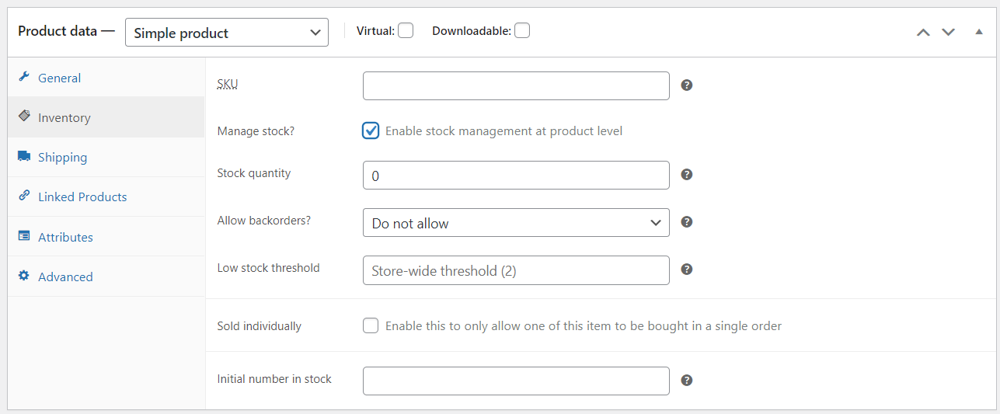 Product data — Simple product Virtual: Downloadable:
General
Inventory
Shipping
Linked Products
Attributes
Advanced
SKU
Manage stock? Enable stock management at product level
Stock quantity 0
Allow backorders? Do not allow
Low stock threshold Store-wide threshold (2)
Sold individually Enable this to only allow one of this item to be bought in a single order
Initial number in stock